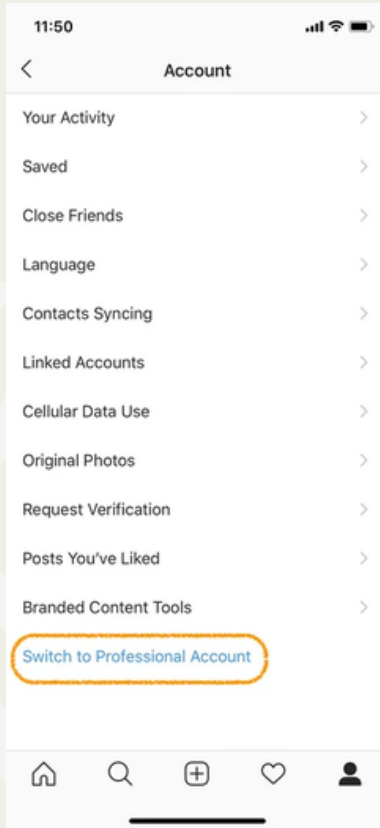 11:50
Account
Your Activity
Saved
Close Friends
Language
Contacts Syncing
Linked Accounts
Cellular Data Use
Original Photos
Request Verification
Posts You've Liked
Branded Content Tools
Switch to Professional Account